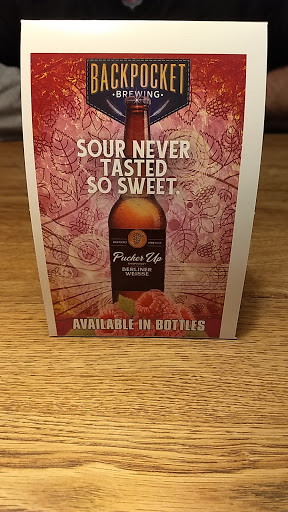 BACKPOCKET
BREWING
SOUR NEVER
TASTED
SO SWEET.
Pucker Up
BERLINER
WEISSE
AVAILABLE IN BOTTLES